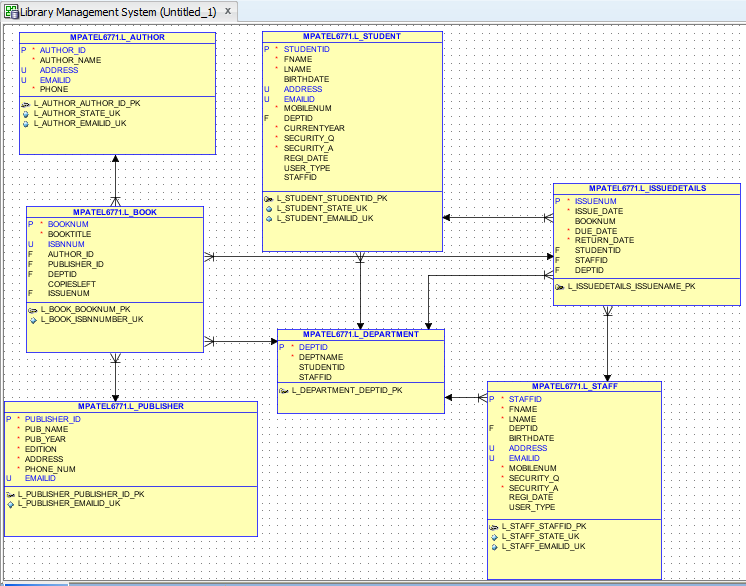 Library Management System (Untitled_1) x
MPATEL6771.L_AUTHOR
P * AUTHOR_ID
* AUTHOR_NAME
U ADDRESS
U EMAILID
* PHONE
L_AUTHOR_AUTHOR_ID_PK
L_AUTHOR_STATE_UK
L_AUTHOR_EMAILID_UK
MPATEL6771.L_STUDENT
P * STUDENTID
* FNAME
* LNAME
BIRTHDATE
U ADDRESS
U EMAILID
* MOBILENUM
F DEPTID
* CURRENTYEAR
* SECURITY_Q
* SECURITY_A
REGI_DATE
USER_TYPE
STAFFID
L_STUDENT_STUDENTID_PK
L_STUDENT_STATE_UK
L_STUDENT_EMAILID_UK
MPATEL6771.L_ISSUEDETAILS
P * ISSUENUM
* ISSUE_DATE
BOOKNUM
* DUE_DATE
* RETURN_DATE
F STUDENTID
F STAFFID
F DEPTID
L_ISSUEDETAILS_ISSUENAME_PK
MPATEL6771.L_BOOK
P * BOOKNUM
* BOOKTITLE
U ISBNNUM
F AUTHOR_ID
F PUBLISHER_ID
F DEPTID
COPIESLEFT
F ISSUENUM
L_BOOK_BOOKNUM_PK
L_BOOK_ISBNNUMBER_UK
MPATEL6771.L_DEPARTMENT
P * DEPTID
* DEPTNAME
STUDENTID
STAFFID
L_DEPARTMENT_DEPTID_PK
MPATEL6771.L_PUBLISHER
P * PUBLISHER_ID
* PUB_NAME
* PUB_YEAR
* EDITION
* ADDRESS
* PHONE_NUM
U EMAILID
L_PUBLISHER_PUBLISHER_ID_PK
L_PUBLISHER_EMAILID_UK
MPATEL6771.L_STAFF
P * STAFFID
* FNAME
* LNAME
F DEPTID
BIRTHDATE
U ADDRESS
U EMAILID
* MOBILENUM
* SECURITY_Q
* SECURITY_A
REGI_DATE
USER_TYPE
L_STAFF_STAFFID_PK
L_STAFF_STATE_UK
L_STAFF_EMAILID_UK